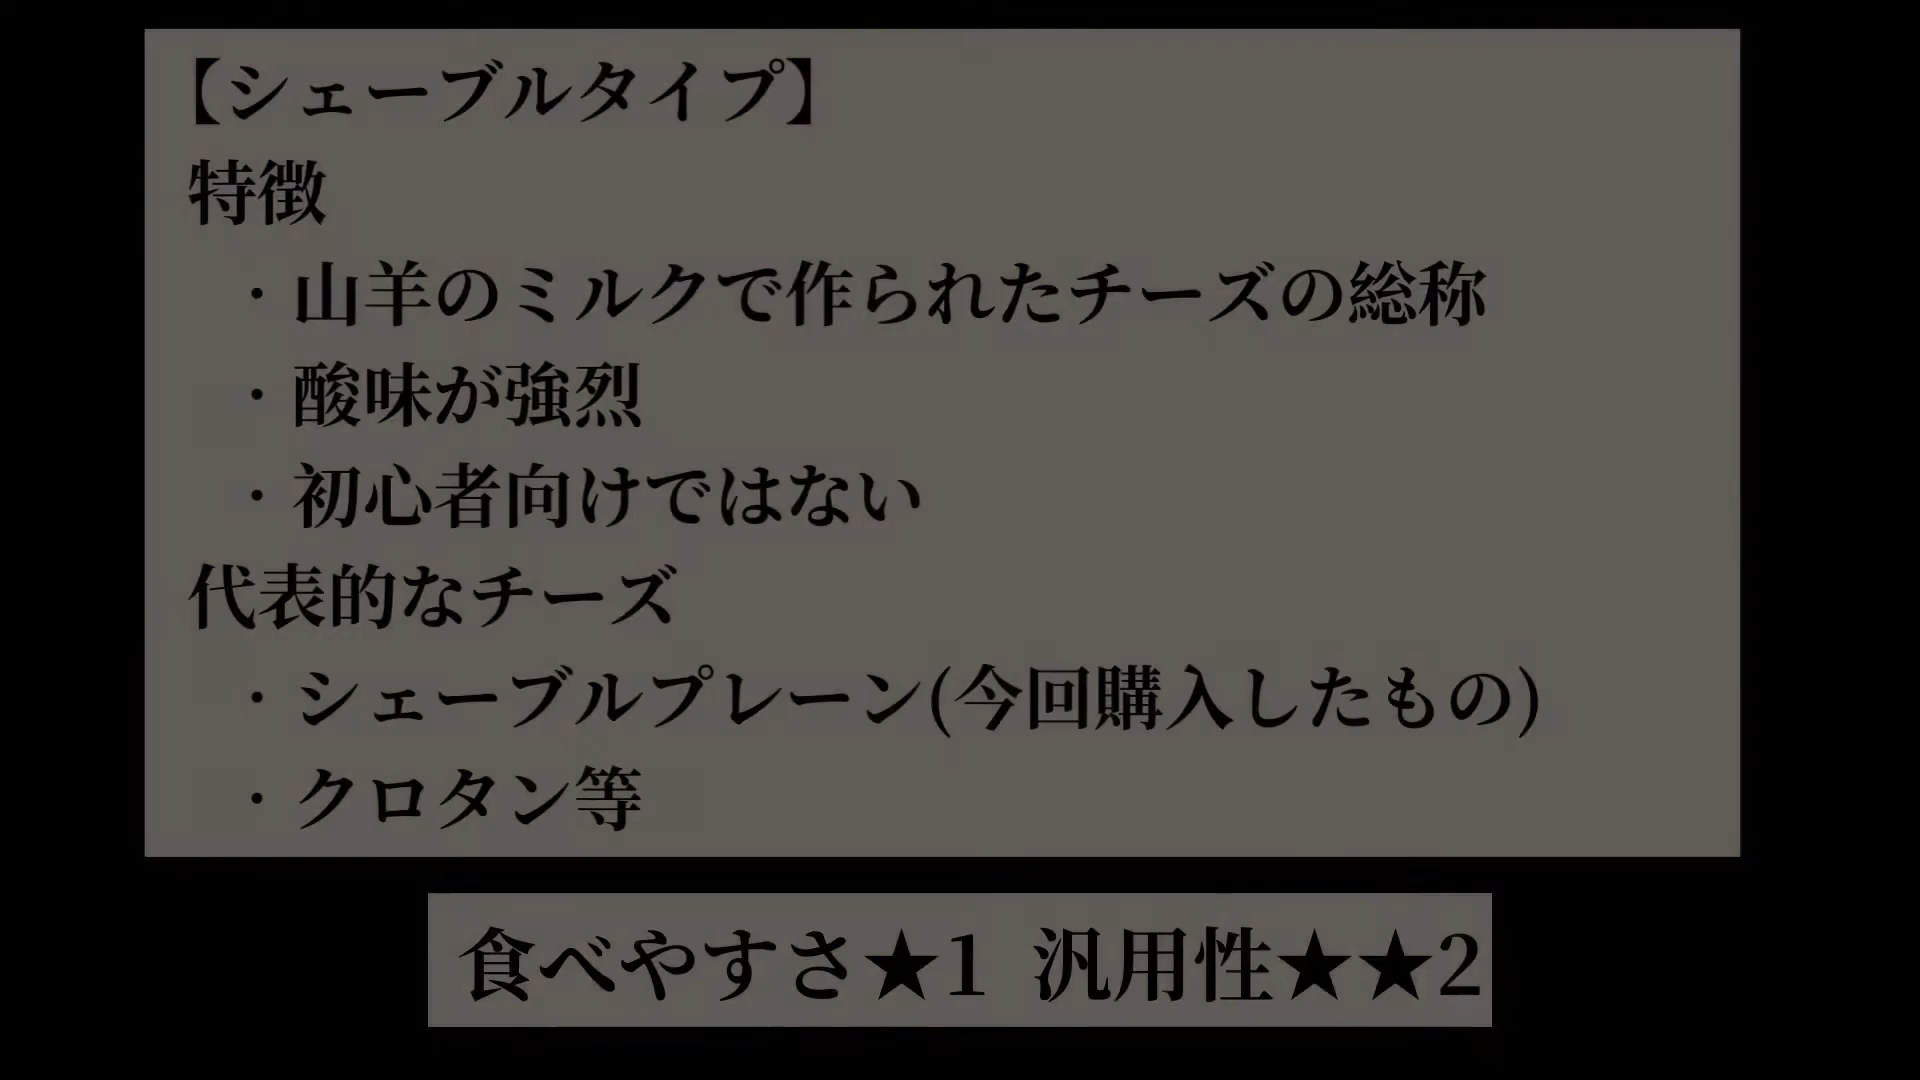 【シェーブルタイプ】
特徴
・山羊のミルクで作られたチーズの総称
・酸味が強烈
・初心者向けではない
代表的なチーズ
・シェーブルプレーン(今回購入したもの)
・クロタン等
食べやすさ★1 汎用性★★2